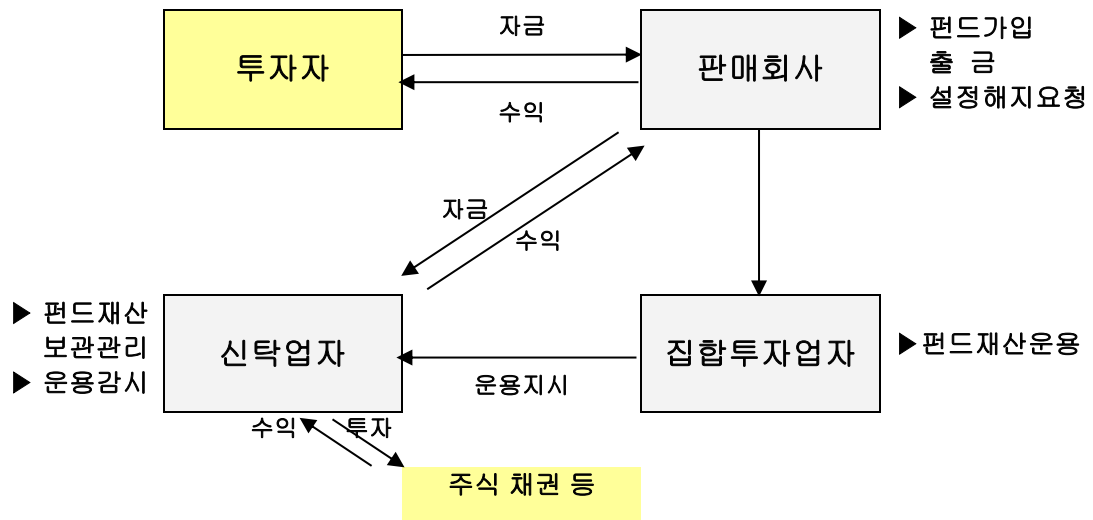 투자자
자금
수익
판매회사
▶ 펀드가입
출 금
▶ 설정해지요청
자금
수익
▶ 펀드재산
보관관리
▶ 운용감시
신탁업자
운용지시
집합투자업자
▶펀드재산운용
수익
투자
주식 채권 등